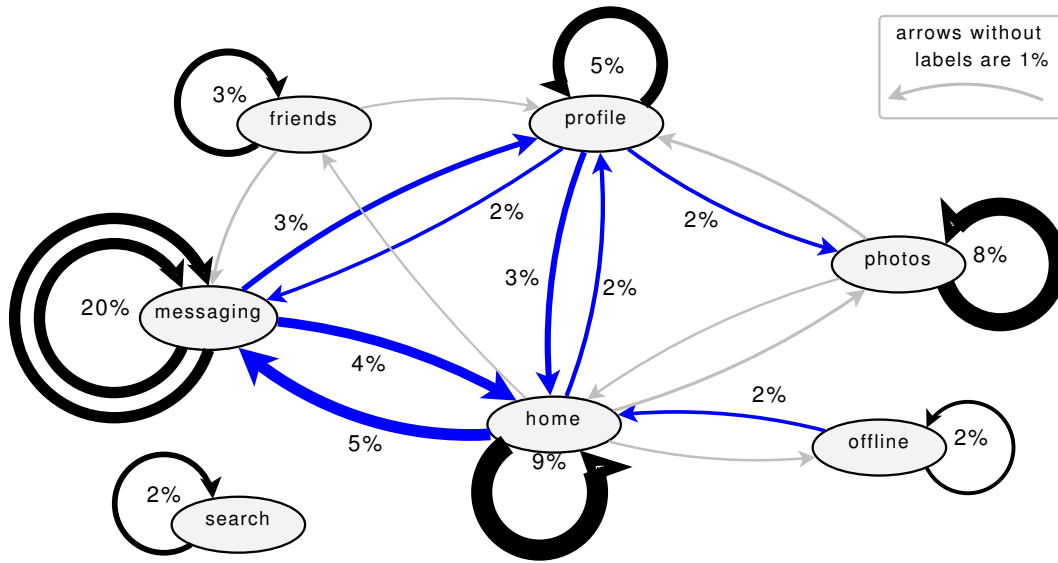 arrows without
labels are 1%
5%
3%
friends
profile
3%
2%
2%
photos
8%
3%
2%
20%
messaging
4%
2%
home
5%
9%
offline
2%
2%
search